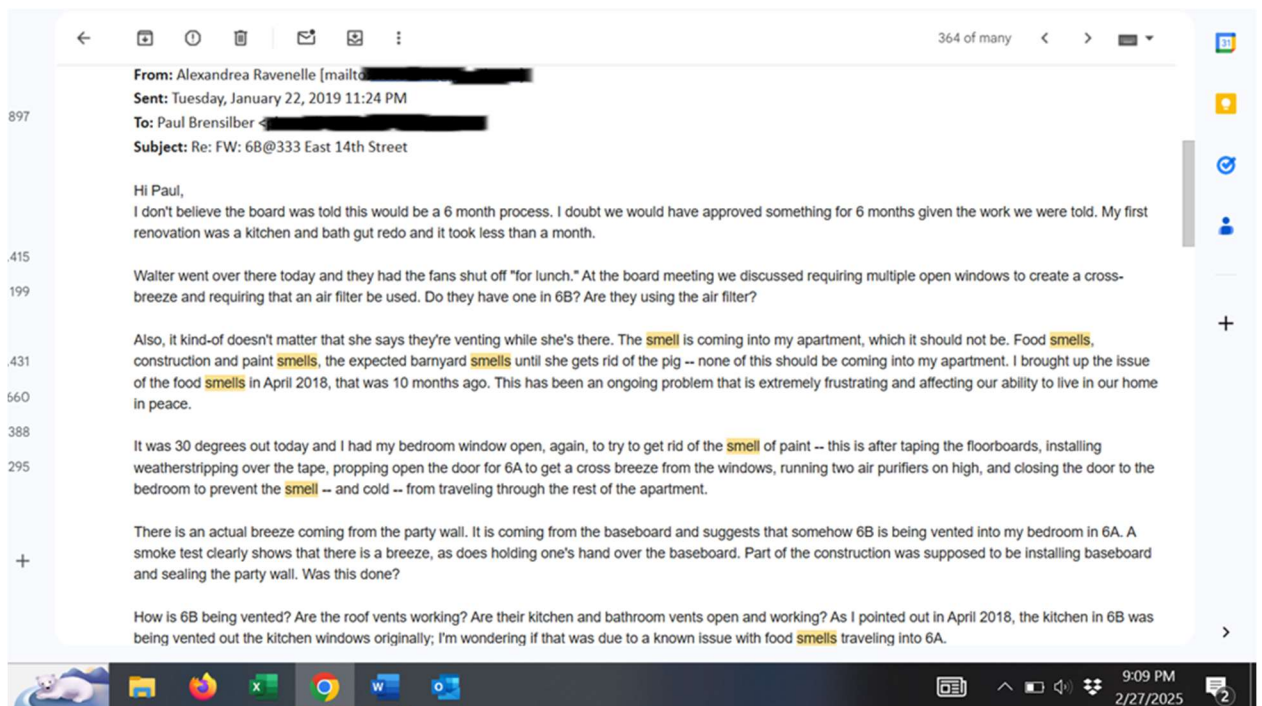 364 of many
From: Alexandrea Ravenelle [mailto
Sent: Tuesday, January 22, 2019 11:24 PM
To: Paul Brensilber <
Subject: Re: FW: 6B@333 East 14th Street
897
415
199
431
660
388
295
Hi Paul,
I don't believe the board was told this would be a 6 month process. I doubt we would have approved something for 6 months given the work we were told. My first
renovation was a kitchen and bath gut redo and it took less than a month.
Walter went over there today and they had the fans shut off "for lunch." At the board meeting we discussed requiring multiple open windows to create a cross-
breeze and requiring that an air filter be used. Do they have one in 6B? Are they using the air filter?
Also, it kind-of doesn't matter that she says they're venting while she's there. The smell is coming into my apartment, which it should not be. Food smells,
construction and paint smells, the expected barnyard smells until she gets rid of the pig -- none of this should be coming into my apartment. I brought up the issue
of the food smells in April 2018, that was 10 months ago. This has been an ongoing problem that is extremely frustrating and affecting our ability to live in our home
in peace.
It was 30 degrees out today and I had my bedroom window open, again, to try to get rid of the smell of paint -- this is after taping the floorboards, installing
weatherstripping over the tape, propping open the door for 6A to get a cross breeze from the windows, running two air purifiers on high, and closing the door to the
bedroom to prevent the smell -- and cold -- from traveling through the rest of the apartment.
There is an actual breeze coming from the party wall. It is coming from the baseboard and suggests that somehow 6B is being vented into my bedroom in 6A. A
smoke test clearly shows that there is a breeze, as does holding one's hand over the baseboard. Part of the construction was supposed to be installing baseboard
and sealing the party wall. Was this done?
How is 6B being vented? Are the roof vents working? Are their kitchen and bathroom vents open and working? As I pointed out in April 2018, the kitchen in 6B was
being vented out the kitchen windows originally; I'm wondering if that was due to a known issue with food smells traveling into 6A.
31
9:09 PM
2/27/2025
2